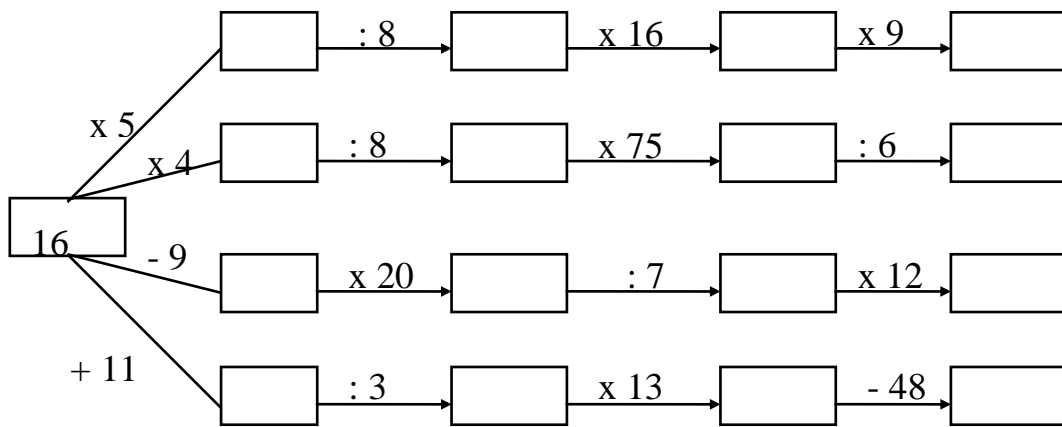 : 8 x 16 x 9
x 5
x 4 : 8 x 75 : 6
16
- 9 x 20 : 7 x 12
+ 11 : 3 x 13 - 48